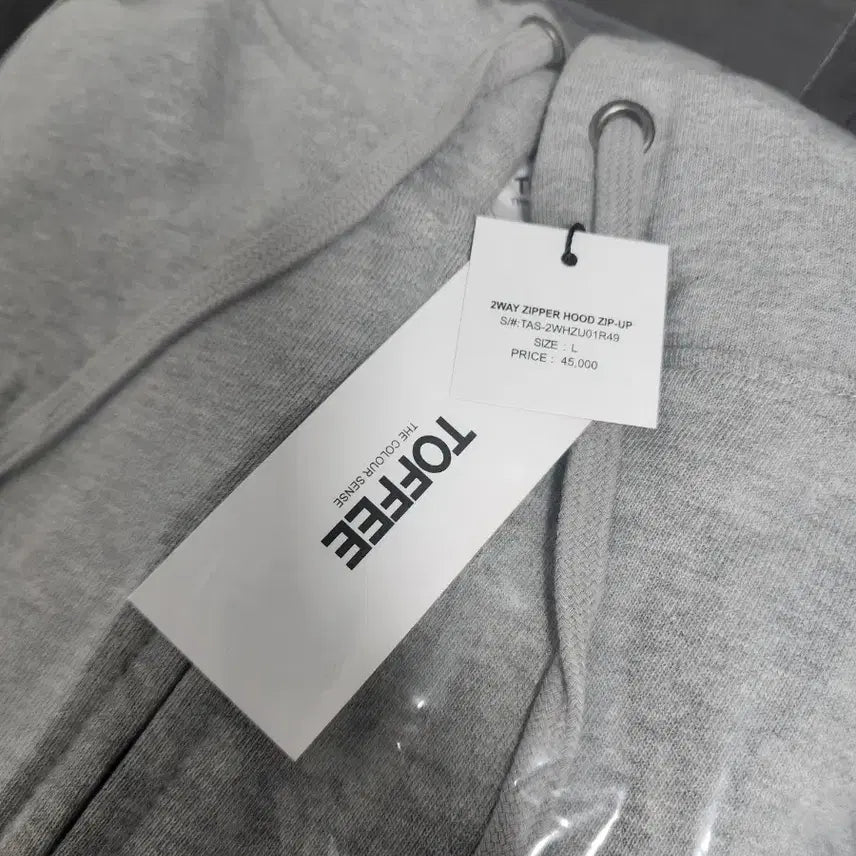 2WAY ZIPPER HOOD ZIP-UP
S/#:TAS-2WHZU01R49
SIZE : L
PRICE : 45,000
TOFFEE
THE COLOUR SENSE